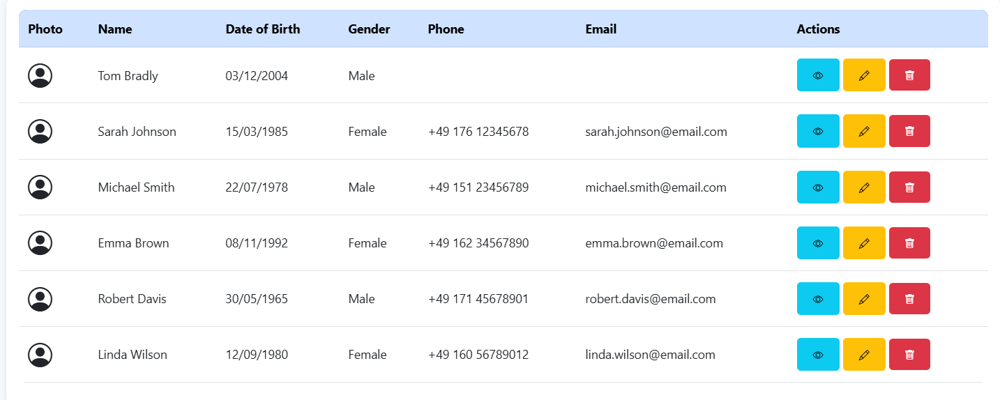 Photo Name Date of Birth Gender Phone Email Actions
Tom Bradly 03/12/2004 Male
Sarah Johnson 15/03/1985 Female +49 176 12345678 sarah.johnson@email.com
Michael Smith 22/07/1978 Male +49 151 23456789 michael.smith@email.com
Emma Brown 08/11/1992 Female +49 162 34567890 emma.brown@email.com
Robert Davis 30/05/1965 Male +49 171 45678901 robert.davis@email.com
Linda Wilson 12/09/1980 Female +49 160 56789012 linda.wilson@email.com